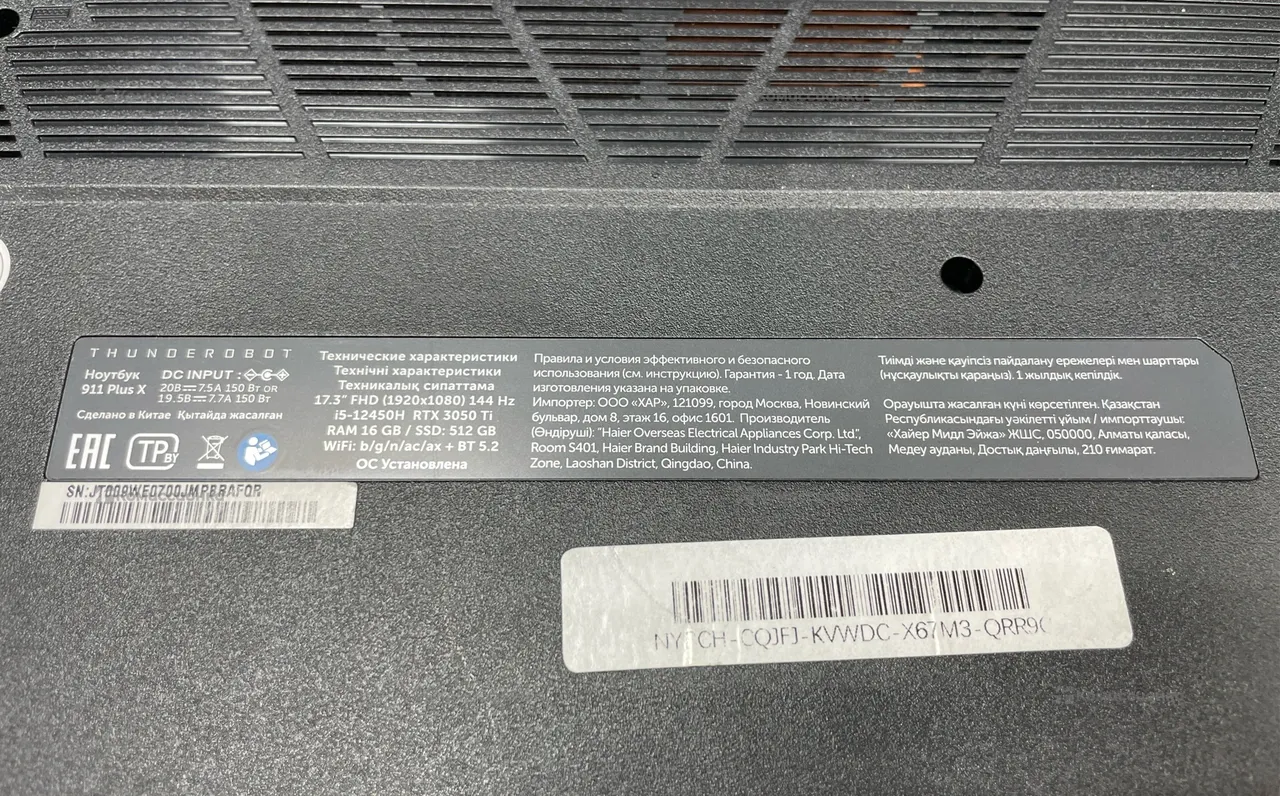 THUNDEROBOT
Ноутбук
911 Plus X
DC INPUT :
20В 7.5A 150 Вт OR
19.5В 7.7A 150 Вт
Сделано в Китае Қытайда жасалған
EAC
TP
BY
Технические характеристики
Технічні характеристики
Техникалық сипаттама
17.3" FHD (1920x1080) 144 Hz
i5-12450H RTX 3050 Ti
RAM 16 GB / SSD: 512 GB
WiFi: b/g/n/ac/ax + BT 5.2
ОС Установлена
Правила и условия эффективного и безопасного
использования (см. инструкцию). Гарантия - 1 год. Дата
изготовления указана на упаковке.
Импортер: ООО «ХАР», 121099, город Москва, Новинский
бульвар, дом 8, этаж 16, офис 1601. Производитель
(Өндіруші): "Haier Overseas Electrical Appliances Corp. Ltd.",
Room S401, Haier Brand Building, Haier Industry Park Hi-Tech
Zone, Laoshan District, Qingdao, China.
Тиімді және қауіпсіз пайдалану ережелері мен шарттары
(нұсқаулықты қараңыз). 1 жылдық кепілдік.
Орауышта жасалған күні көрсетілген. Қазақстан
Республикасындағы уәкілетті ұйым / импорттаушы:
«Хайер Мидл Эйжа» ЖШС, 050000, Алматы қаласы,
Медеу ауданы, Достық даңғылы, 210 ғимарат.